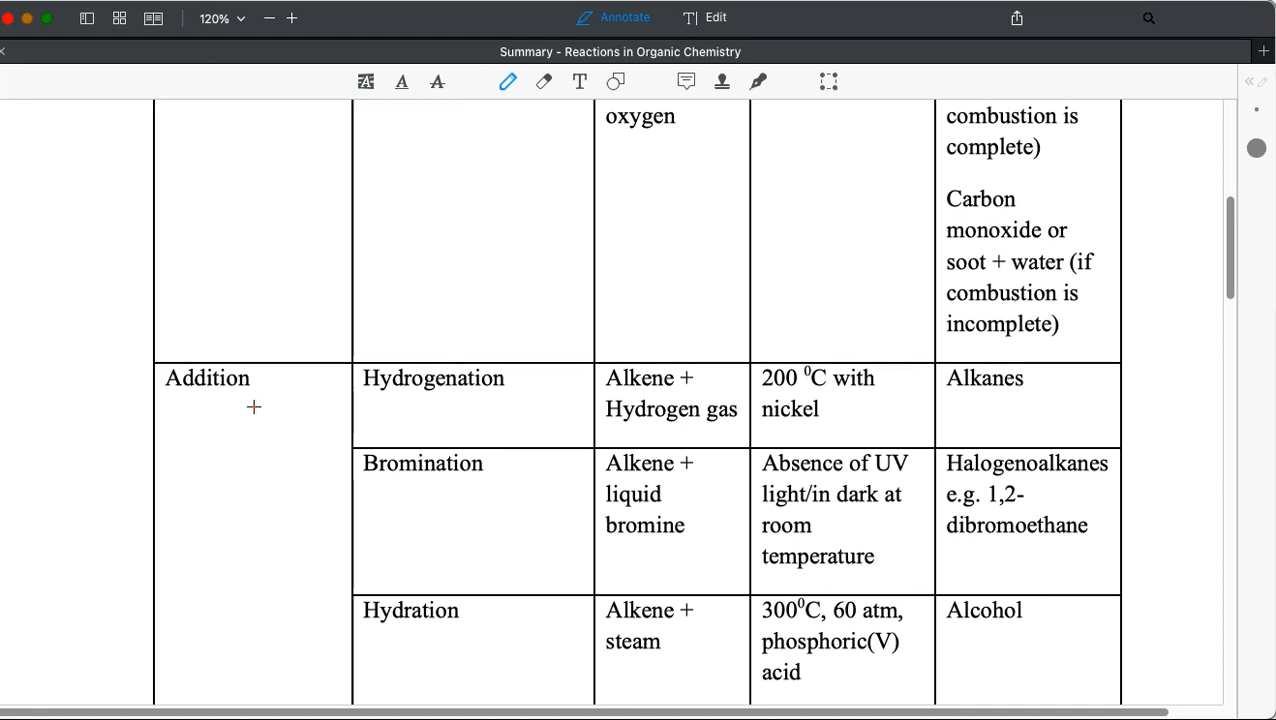 120%
Annotate
T Edit
Summary - Reactions in Organic Chemistry
oxygen
combustion is
complete)
Carbon
monoxide or
soot + water (if
combustion is
incomplete)
Addition
Hydrogenation
Alkene +
Hydrogen gas
200 ⁰C with
nickel
Alkanes
Bromination
Alkene +
liquid
bromine
Absence of UV
light/in dark at
room
temperature
Halogenoalkanes
e.g. 1,2-
dibromoethane
Hydration
Alkene +
steam
300⁰C, 60 atm,
phosphoric(V)
acid
Alcohol